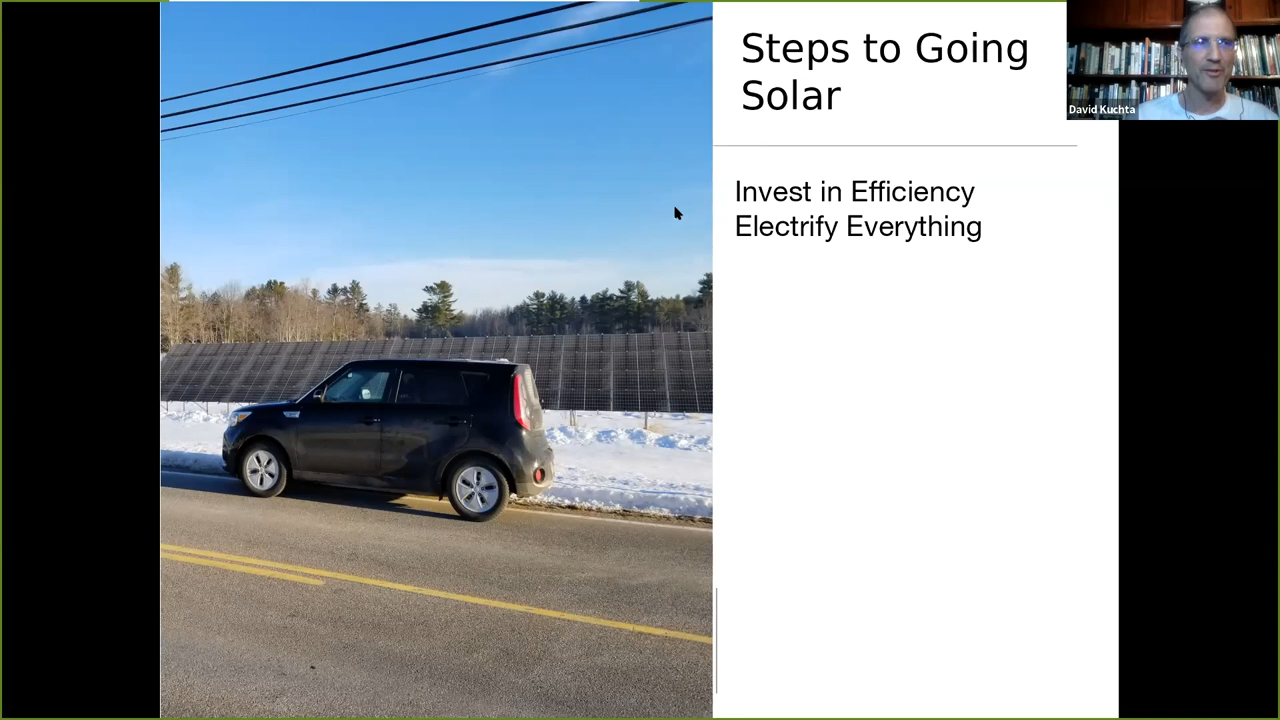 Steps to Going
Solar
David Kuchta
Invest in Efficiency
Electrify Everything